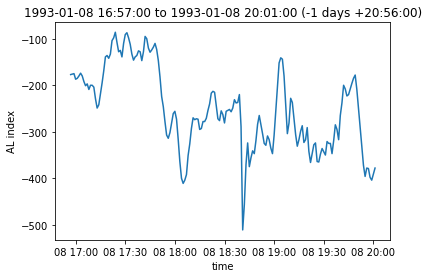 1993-01-08 16:57:00 to 1993-01-08 20:01:00 (-1 days +20:56:00)
−100
−200
−300
−400
−500
AL index
08 17:00 08 17:30 08 18:00 08 18:30 08 19:00 08 19:30 08 20:00
time